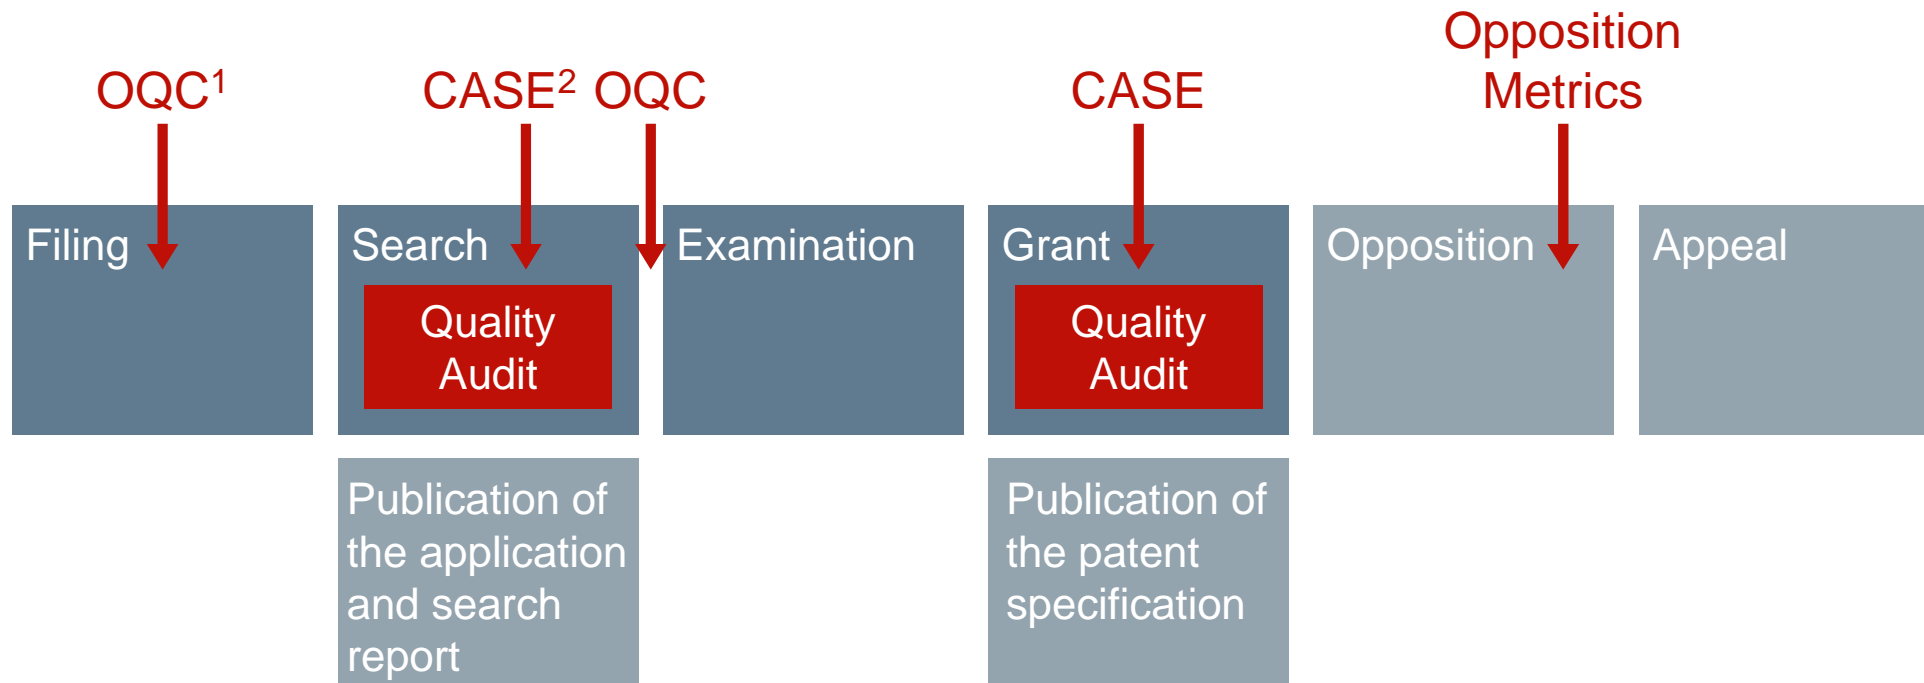 OQC¹
CASE² OQC
CASE
Opposition
Metrics
Filing
Search
Quality
Audit
Examination
Grant
Quality
Audit
Opposition
Appeal
Publication of
the application
and search
report
Publication of
the patent
specification